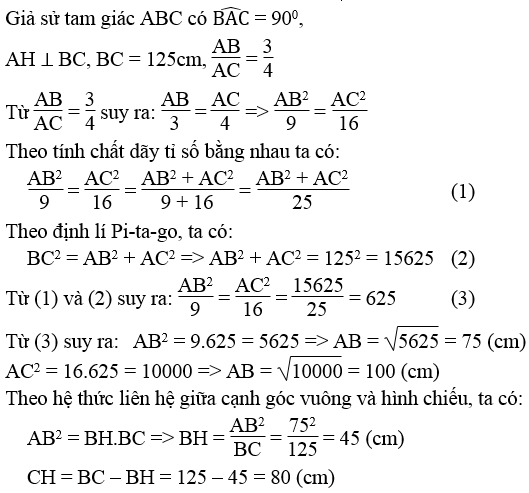 Giả sử tam giác ABC có $\widehat{BAC}$ = 90⁰,
AH ⊥ BC, BC = 125cm, $\frac{AB}{AC} = \frac{3}{4}$
Từ $\frac{AB}{AC} = \frac{3}{4}$ suy ra: $\frac{AB}{3} = \frac{AC}{4}$ => $\frac{AB^2}{9} = \frac{AC^2}{16}$
Theo tính chất dãy tỉ số bằng nhau ta có:
$\frac{AB^2}{9} = \frac{AC^2}{16} = \frac{AB^2 + AC^2}{9 + 16} = \frac{AB^2 + AC^2}{25}$ (1)
Theo định lí Pi-ta-go, ta có:
BC² = AB² + AC² => AB² + AC² = 125² = 15625 (2)
Từ (1) và (2) suy ra: $\frac{AB^2}{9} = \frac{AC^2}{16} = \frac{15625}{25}$ = 625 (3)
Từ (3) suy ra: AB² = 9.625 = 5625 => AB = $\sqrt{5625}$ = 75 (cm)
AC² = 16.625 = 10000 => AB = $\sqrt{10000}$ = 100 (cm)
Theo hệ thức liên hệ giữa cạnh góc vuông và hình chiếu, ta có:
AB² = BH.BC => BH = $\frac{AB^2}{BC} = \frac{75^2}{125}$ = 45 (cm)
CH = BC – BH = 125 – 45 = 80 (cm)